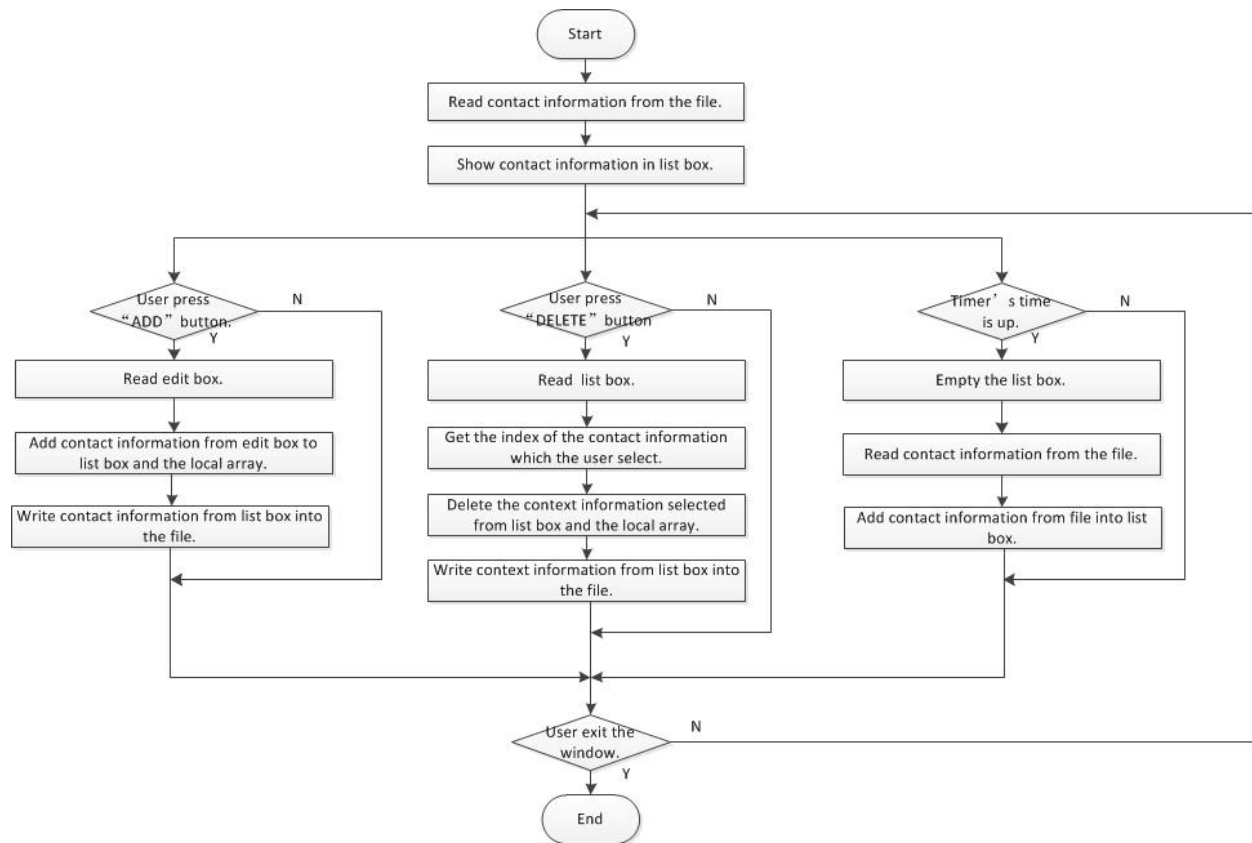 Start
Read contact information from the file.
Show contact information in list box.
User press
“ADD” button.
N
Y
User press
“DELETE” button
N
Y
Timer’s time
is up.
N
Y
Read edit box.
Add contact information from edit box to
list box and the local array.
Write contact information from list box into
the file.
Read list box.
Get the index of the contact information
which the user select.
Delete the context information selected
from list box and the local array.
Write context information from list box into
the file.
Empty the list box.
Read contact information from the file.
Add contact information from file into list
box.
User exit the
window.
N
Y
End